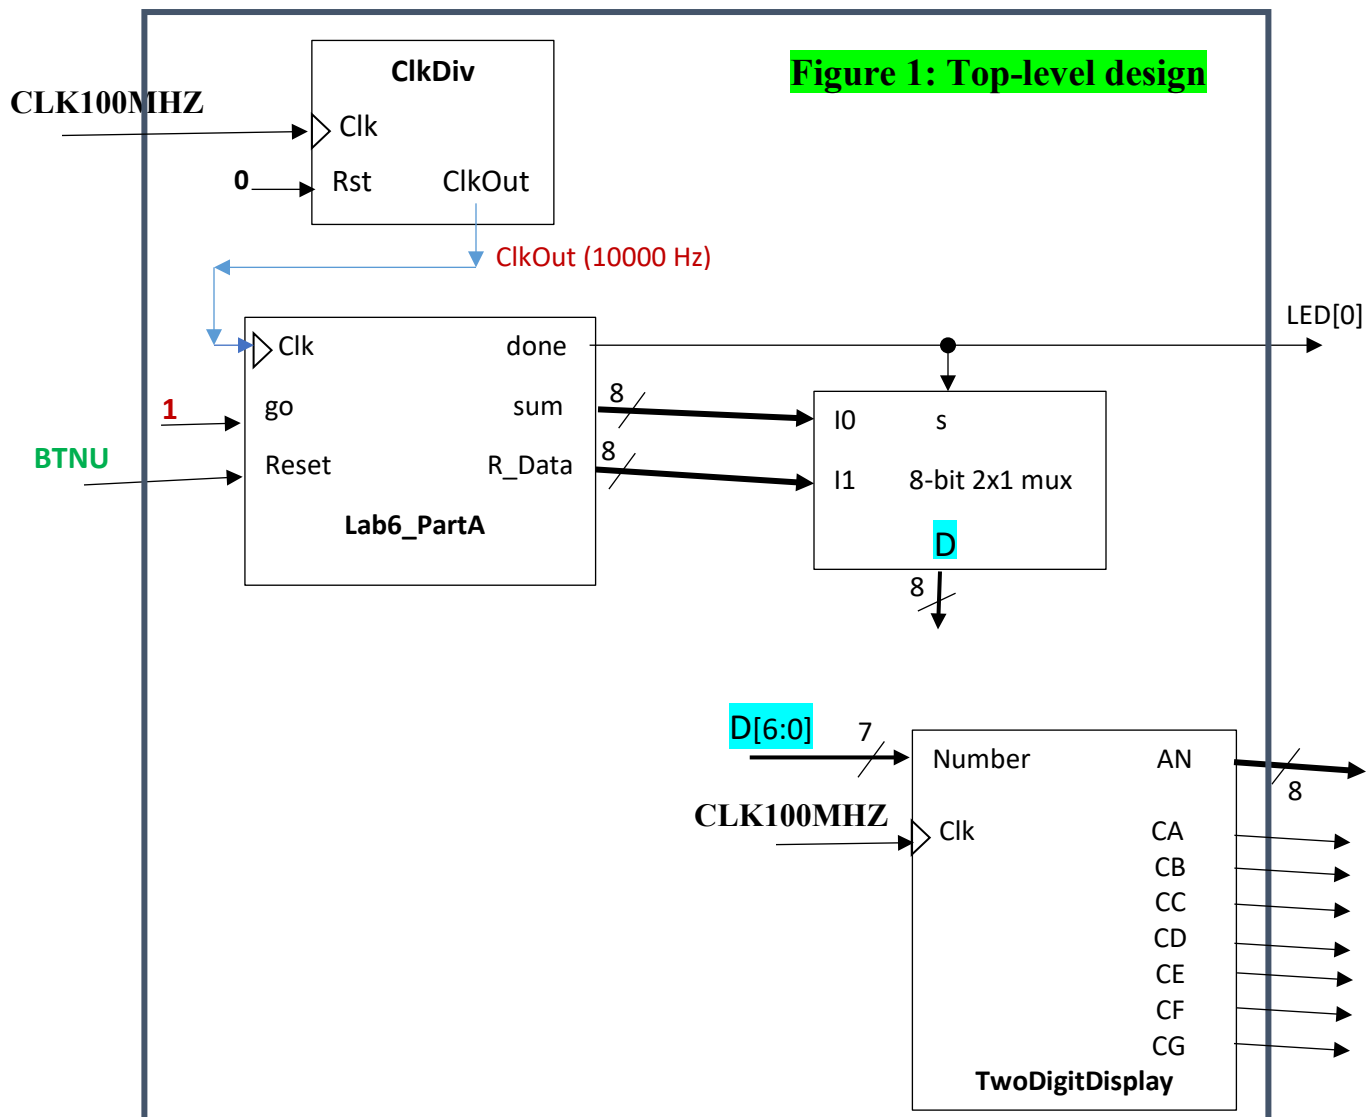 Figure 1: Top-level design
ClkDiv
CLK100MHZ
Clk
0
Rst
ClkOut
ClkOut (10000 Hz)
LED[0]
Clk
done
1
go
sum
8
BTNU
Reset
R_Data
8
Lab6_PartA
I0
s
I1
8-bit 2x1 mux
D
8
D[6:0]
7
Number
AN
8
CLK100MHZ
Clk
CA
CB
CC
CD
CE
CF
CG
TwoDigitDisplay